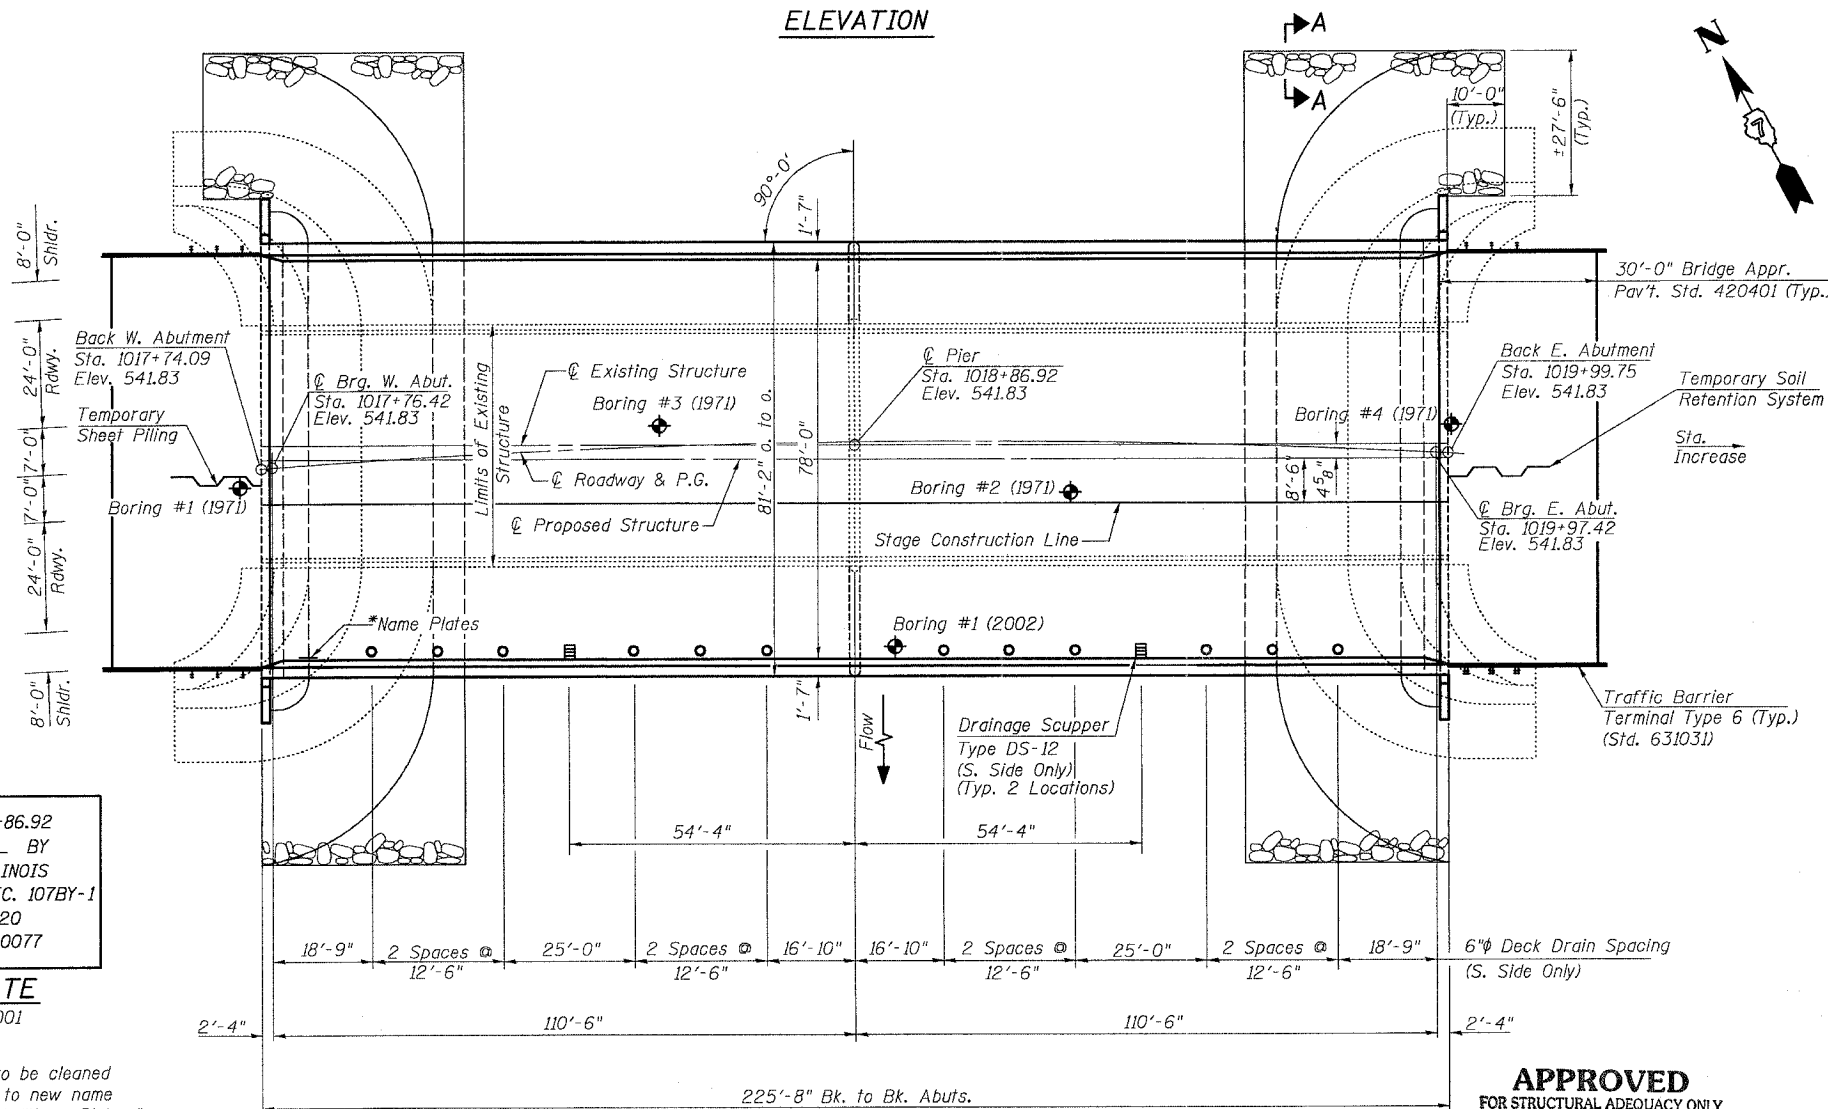 ELEVATION
A
A
N
7
10'-0"
(Typ.)
±27'-6"
(Typ.)
90°-0'
1'-7"
8'-0"
Shldr.
24'-0"
Rdwy.
7'-0"
7'-0"
24'-0"
Rdwy.
8'-0"
Shldr.
30'-0" Bridge Appr.
Pav't. Std. 420401 (Typ.)
Back W. Abutment
Sta. 1017+74.09
Elev. 541.83
℄ Brg. W. Abut.
Sta. 1017+76.42
Elev. 541.83
Temporary
Sheet Piling
Boring #1 (1971)
Limits of Existing
Structure
℄ Existing Structure
Boring #3 (1971)
℄ Roadway & P.G.
℄ Proposed Structure
81'-2" o. to o.
78'-0"
℄ Pier
Sta. 1018+86.92
Elev. 541.83
Boring #2 (1971)
Stage Construction Line
Boring #4 (1971)
8'-6"
4 5/8"
Back E. Abutment
Sta. 1019+99.75
Elev. 541.83
Temporary Soil
Retention System
Sta.
Increase
℄ Brg. E. Abut.
Sta. 1019+97.42
Elev. 541.83
*Name Plates
Boring #1 (2002)
1'-7"
Flow
Drainage Scupper
Type DS-12
(S. Side Only)
(Typ. 2 Locations)
Traffic Barrier
Terminal Type 6 (Typ.)
(Std. 631031)
54'-4"
54'-4"
86.92
BY
INOIS
C. 107BY-1
20
0077
TE
001
18'-9"
2 Spaces @
12'-6"
25'-0"
2 Spaces @
12'-6"
16'-10"
16'-10"
2 Spaces @
12'-6"
25'-0"
2 Spaces @
12'-6"
18'-9"
6"φ Deck Drain Spacing
(S. Side Only)
2'-4"
110'-6"
110'-6"
2'-4"
to be cleaned
to new name
225'-8" Bk. to Bk. Abuts.
APPROVED
FOR STRUCTURAL ADEQUACY ONLY